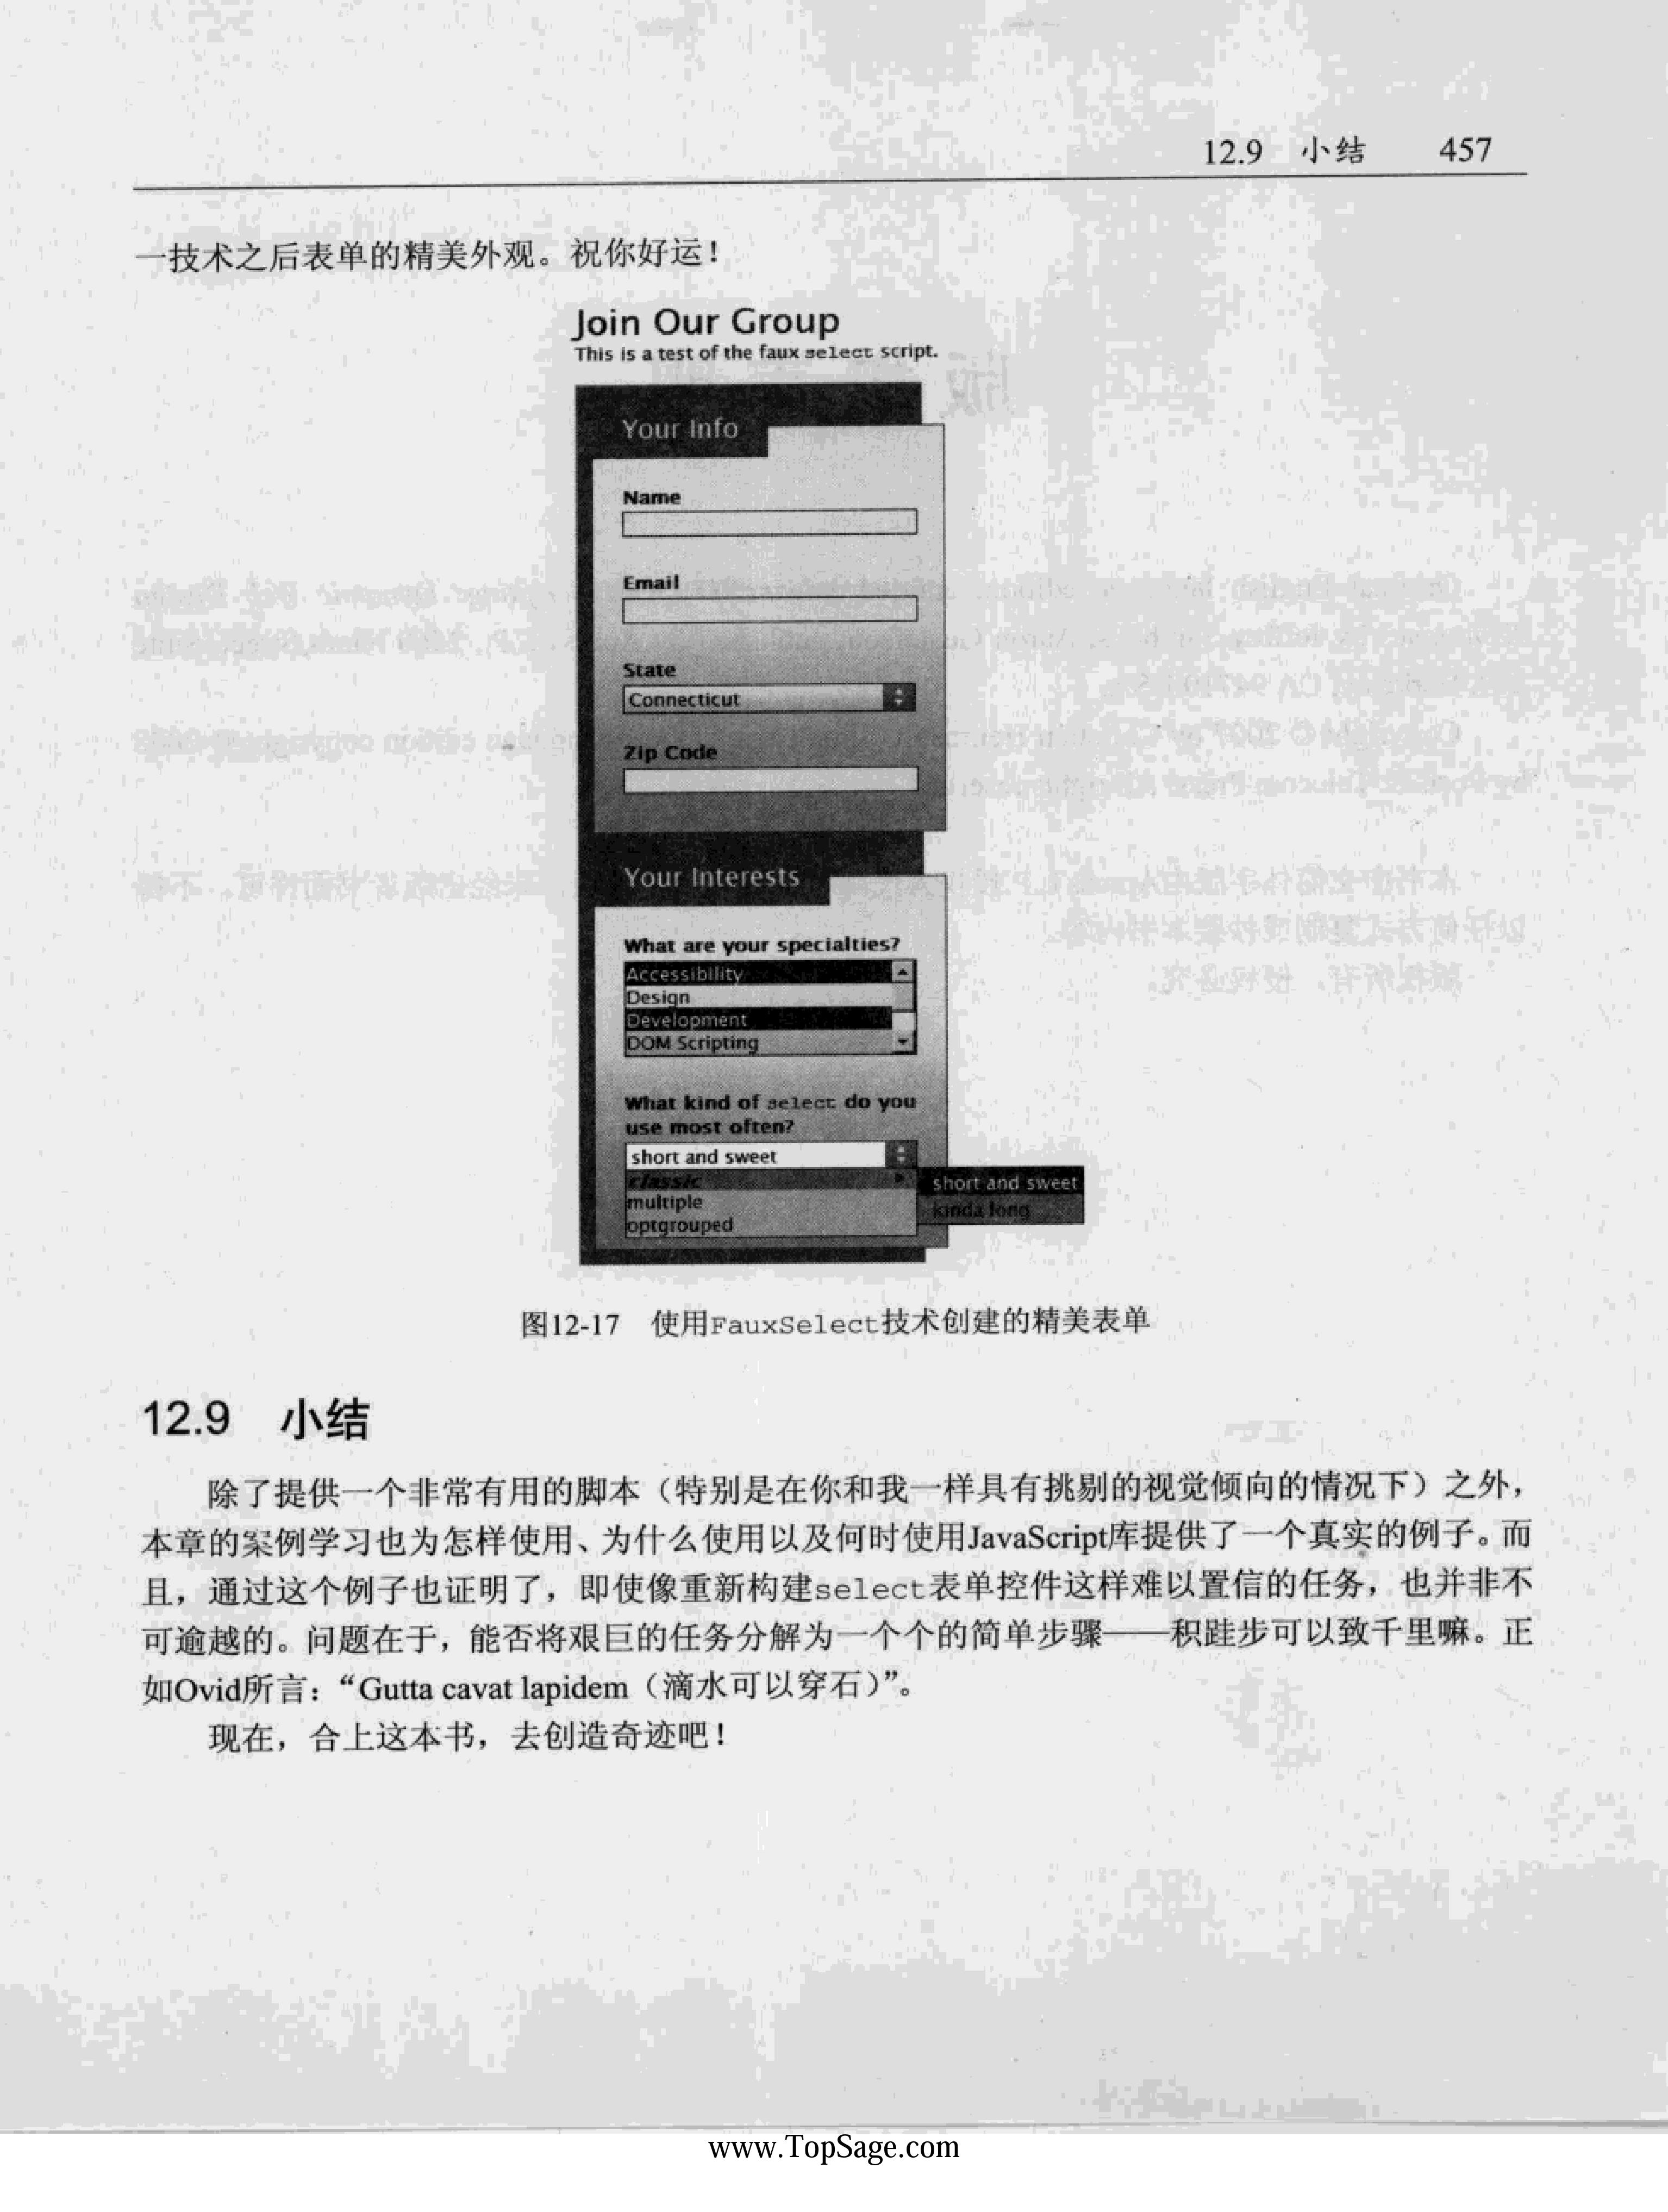 12.9 小结 457
一技术之后表单的精美外观。祝你好运！
Join Our Group
This is a test of the faux select script.
Your Info
Name
Email
State
Connecticut
Zip Code
Your Interests
What are your specialties?
Accessibility
Design
Development
DOM Scripting
What kind of select do you
use most often?
short and sweet
classic
short and sweet
multiple
kinda long
optgrouped
图12-17 使用FauxSelect技术创建的精美表单
12.9 小结
除了提供一个非常有用的脚本（特别是在你和我一样具有挑剔的视觉倾向的情况下）之外，
本章的案例学习也为怎样使用、为什么使用以及何时使用JavaScript库提供了一个真实的例子。而
且，通过这个例子也证明了，即使像重新构建select表单控件这样难以置信的任务，也并非不
可逾越的。问题在于，能否将艰巨的任务分解为一个个的简单步骤——积跬步可以致千里嘛。正
如Ovid所言：“Gutta cavat lapidem（滴水可以穿石）”。
现在，合上这本书，去创造奇迹吧！
www.TopSage.com